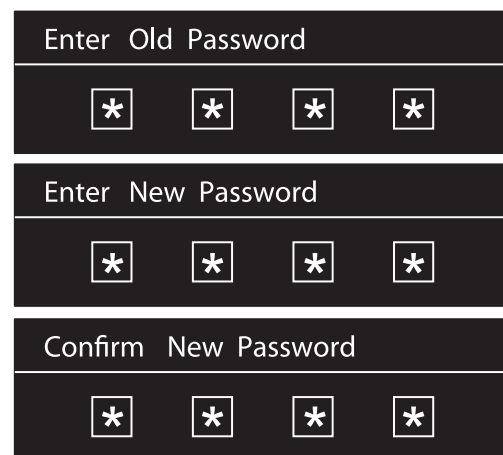 Enter Old Password
* * * *
Enter New Password
* * * *
Confirm New Password
* * * *